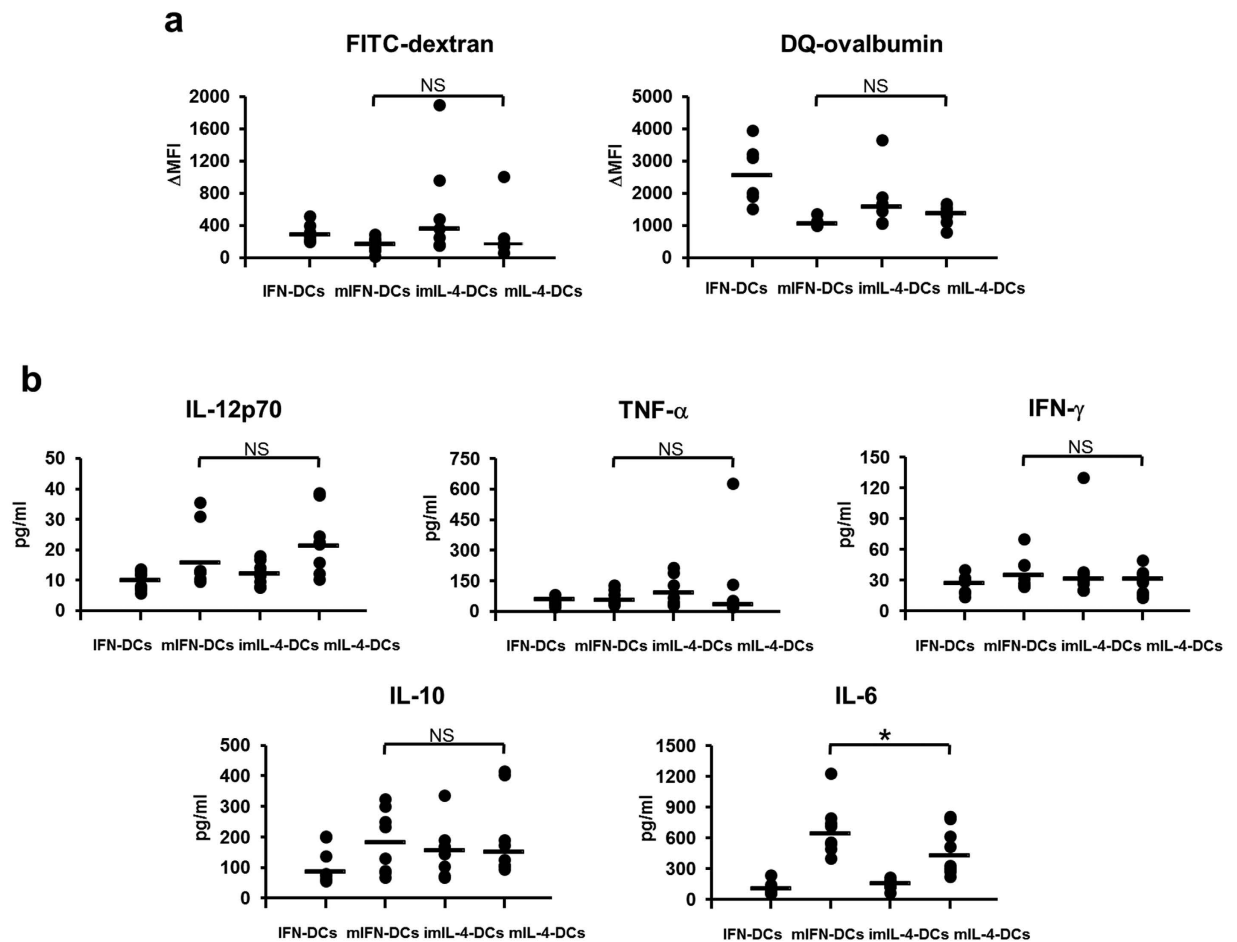 a
FITC-dextran
DQ-ovalbumin
NS
NS
2000
1600
1200
800
400
0
ΔMFI
5000
4000
3000
2000
1000
0
ΔMFI
IFN-DCs mIFN-DCs imIL-4-DCs mIL-4-DCs
IFN-DCs mIFN-DCs imIL-4-DCs mIL-4-DCs
b
IL-12p70
TNF-α
IFN-γ
NS
NS
NS
50
40
30
20
10
0
pg/ml
750
600
450
300
150
0
pg/ml
150
120
90
60
30
0
pg/ml
IFN-DCs mIFN-DCs imIL-4-DCs mIL-4-DCs
IFN-DCs mIFN-DCs imIL-4-DCs mIL-4-DCs
IFN-DCs mIFN-DCs imIL-4-DCs mIL-4-DCs
IL-10
IL-6
NS
*
500
400
300
200
100
0
pg/ml
1500
1200
900
600
300
0
pg/ml
IFN-DCs mIFN-DCs imIL-4-DCs mIL-4-DCs
IFN-DCs mIFN-DCs imIL-4-DCs mIL-4-DCs